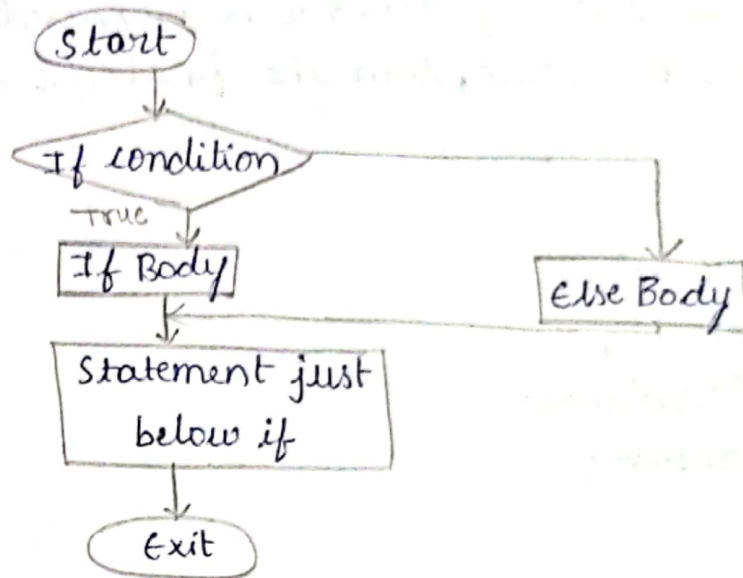 Start
If condition
True
If Body
Else Body
Statement just
below if
Exit